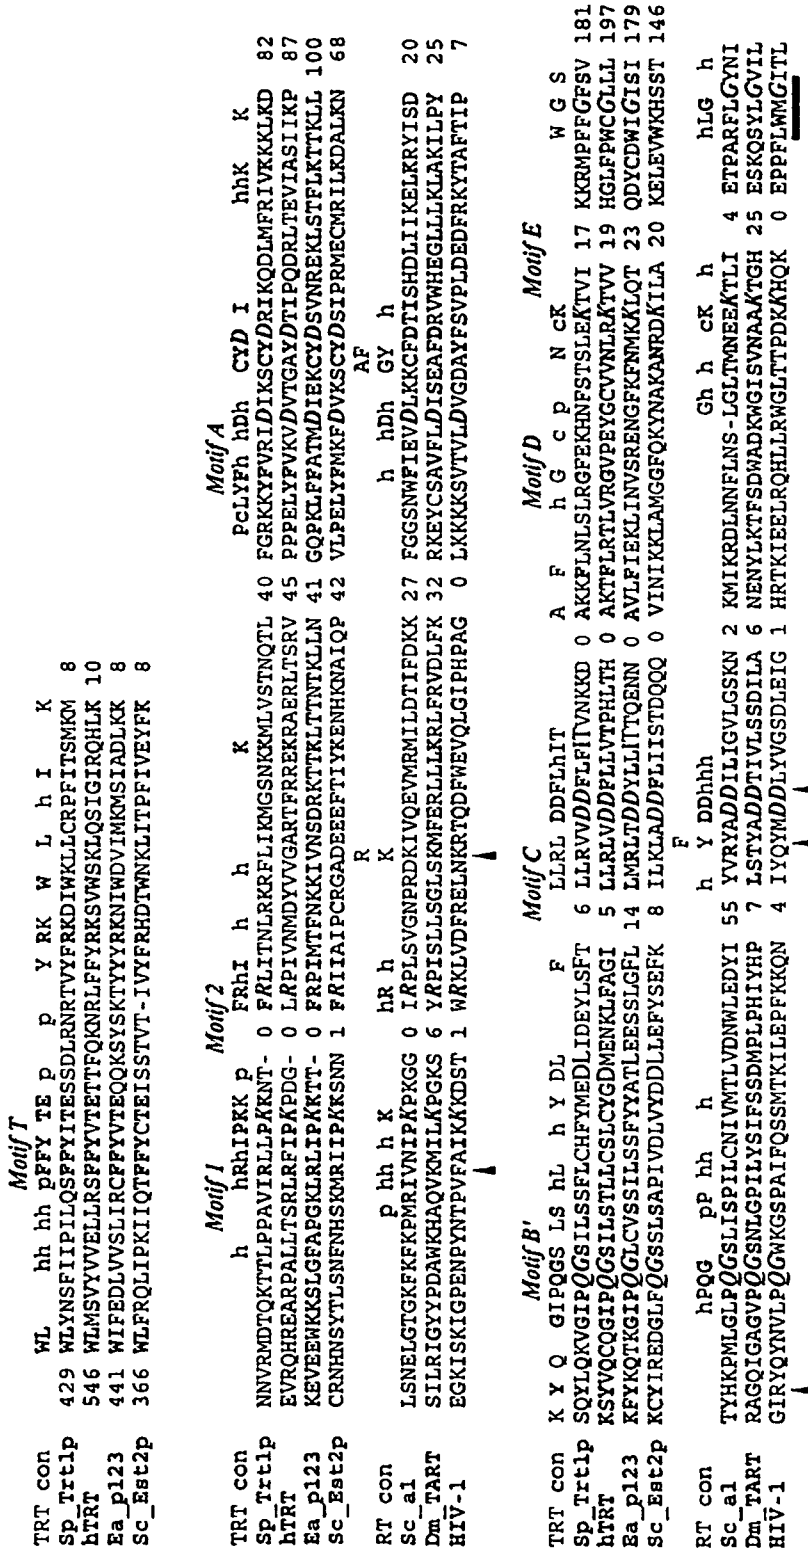 Motif T
TRT con WL hh hh pFFY TE p p Y RK W L h I K
Sp_Trt1p 429 WLYNSFIIPILQSFFYITESSDLRNRTVYFRKDIWKLLCRPFITSMKM 8
hTRT 546 WLMSVYVVELLRSFFYVTETTFQKNRLFFYRKSVWSKLQSIGIRQHLK 10
Ea_p123 441 WIFEDLVVSLIRCFFYVTEQQKSYSKTYYYRKNIWDVIMKMSIADLKK 8
Sc_Est2p 366 WLFRQLIPKIIQTFFYCTEISSTVT-IVYFRHDTWNKLITPFIVEYFK 8
Motif 1 Motif 2 Motif A
TRT con h hRhIPKK p FRhI h h K PcLYFh hDh CYD I hhK K
Sp_Trt1p NNVRMDTQKTTLPPAVIRLLPKKNT- 0 FRLITNLRKRFLIKMGSNKKMLVSTNQTL 40 FGRKKYFVRIDIKSCYDRIKQDLMFRIVKKKLKD 82
hTRT EVRQHREARPALLTSRLRFIPKPDG- 0 LRPIVNMDYVVGARTFRREKRAERLTSRV 45 PPPELYFVKVDVTGAYDTIPQDRLTEVIASIIKP 87
Ea_p123 KEVEEWKKSLGFAPGKLRLIPKKTT- 0 FRPIMTFNKKIVNSDRKTTKLTTNTKLLN 41 GQPKLFFATMDIEKCYDSVNREKLSTFLKTTKLL 100
Sc_Est2p CRNHNSYTLSNFNHSKMRIIPKKSNN 1 FRIIAIPCRGADEEEFTIYKENHKNAIQP 42 VLPELYFMKFDVKSCYDSIPRMECMRILKDALKN 68
R AF
RT con p hh h K hR h K h hDh GY h
Sc_a1 LSNELGTGKFKFKPMRIVNIPKPKGG 0 IRPLSVGNPRDKIVQEVMRMILDTIFDKK 27 FGGSNWFIEVDLKKCFDTISHDLIIKELKRYISD 20
Dm_TART SILRIGYYPDAWKHAQVKMILKPGKS 6 YRPISLLSGLSKMFERLLLKRLFRVDLFK 32 RKEYCSAVFLDISEAFDRVWHEGLLLKLAKILPY 25
HIV-1 EGKISKIGPENPYNTPVFAIKKKDST 1 WRKLVDFRELNKRTQDFWEVQLGIPHPAG 0 LKKKKSVTVLDVGDAYFSVPLDEDFRKYTAFTIP 7
Motif B' Motif C Motif D Motif E
TRT con K Y Q GIPQGS LS hL h Y DL F LLRL DDFLhIT A F h G c p N cK W G S
Sp_Trt1p SQYLQKVGIPQGSILSSFLCHFYMEDLIDEYLSFT 6 LLRVVDDFLFITVNKKD 0 AKKFLNLSLRGFEKHNFSTSLEKTVI 17 KKRMPFFGFSV 181
hTRT KSYVQCQGIPQGSILSTLLCSLCYGDMENKLFAGI 5 LLRLVDDFLLVTPHLTH 0 AKTFLRTLVRGVPEYGCVVNLRKTVV 19 HGLFPWCGLLL 197
Ea_p123 KFYKQTKGIPQGLCVSSILSSFYYATLEESSLGFL 14 LMRLTDDYLLITTQENN 0 AVLFIEKLINVSRENGFKFNMKKLQT 23 QDYCDWIGISI 179
Sc_Est2p KCYIREDGLFQGSSLSAPIVDLVYDDLLEFYSEFK 8 ILKLADDFLIISTDQQQ 0 VINIKKLAMGGFQKYNAKANRDKILA 20 KELEVWKHSST 146
F
RT con hPQG pP hh h h Y DDhhh Gh h cK h hLG h
Sc_a1 TYHKPMLGLPQGSLISPILCNIVMTLVDNWLEDYI 55 YVRYADDILIGVLGSKN 2 KMIKRDLNNFLNS-LGLTMNEEKTLI 4 ETPARFLGYNI
Dm_TART RAGQIGAGVPQGSNLGPILYSIFSSDMPLPHIYHP 7 LSTYADDTIVLSSDILA 6 NENYLKTFSDWADKWGISVNAAKTGH 25 ESKQSYLGVIL
HIV-1 GIRYQYNVLPQGWKGSPAIFQSSMTKILEPFKKQN 4 IYQYMDDLYVGSDLEIG 1 HRTKIEELRQHLLRWGLTTPDKKHQK 0 EPPFLWMGITL